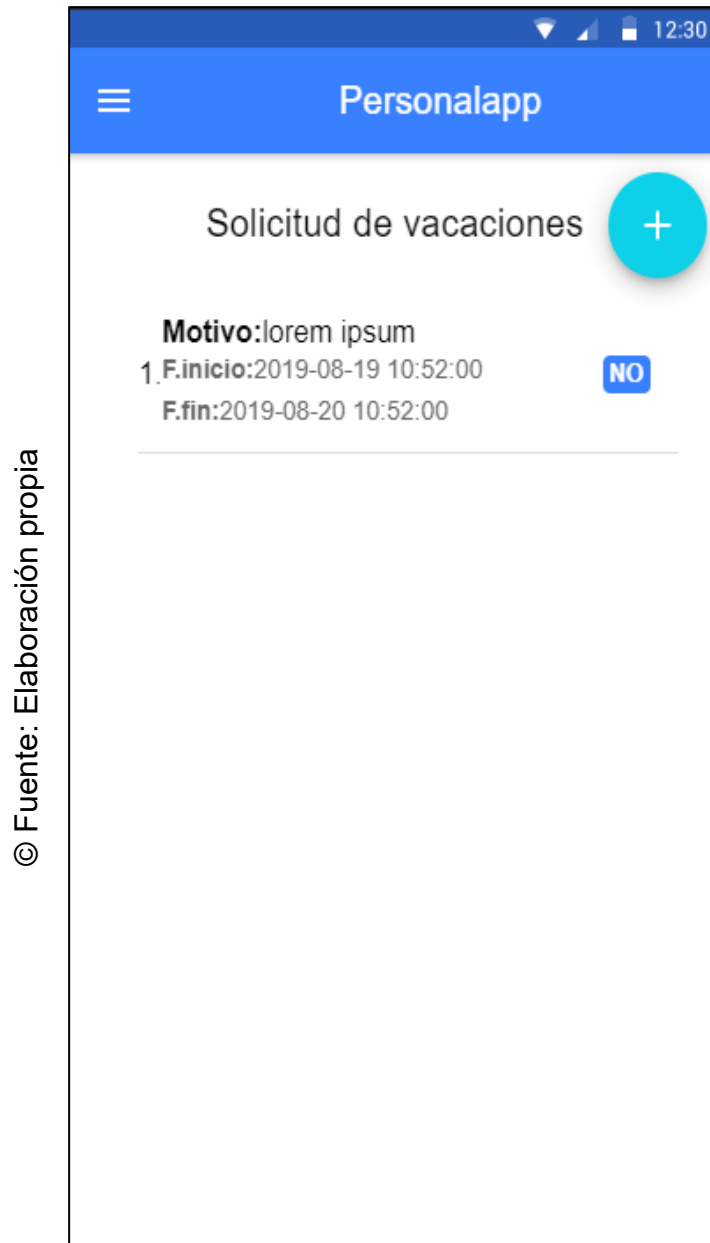 12:30
Personalapp
Solicitud de vacaciones
+
Motivo:lorem ipsum
1. F.inicio:2019-08-19 10:52:00
NO
F.fin:2019-08-20 10:52:00
© Fuente: Elaboración propia